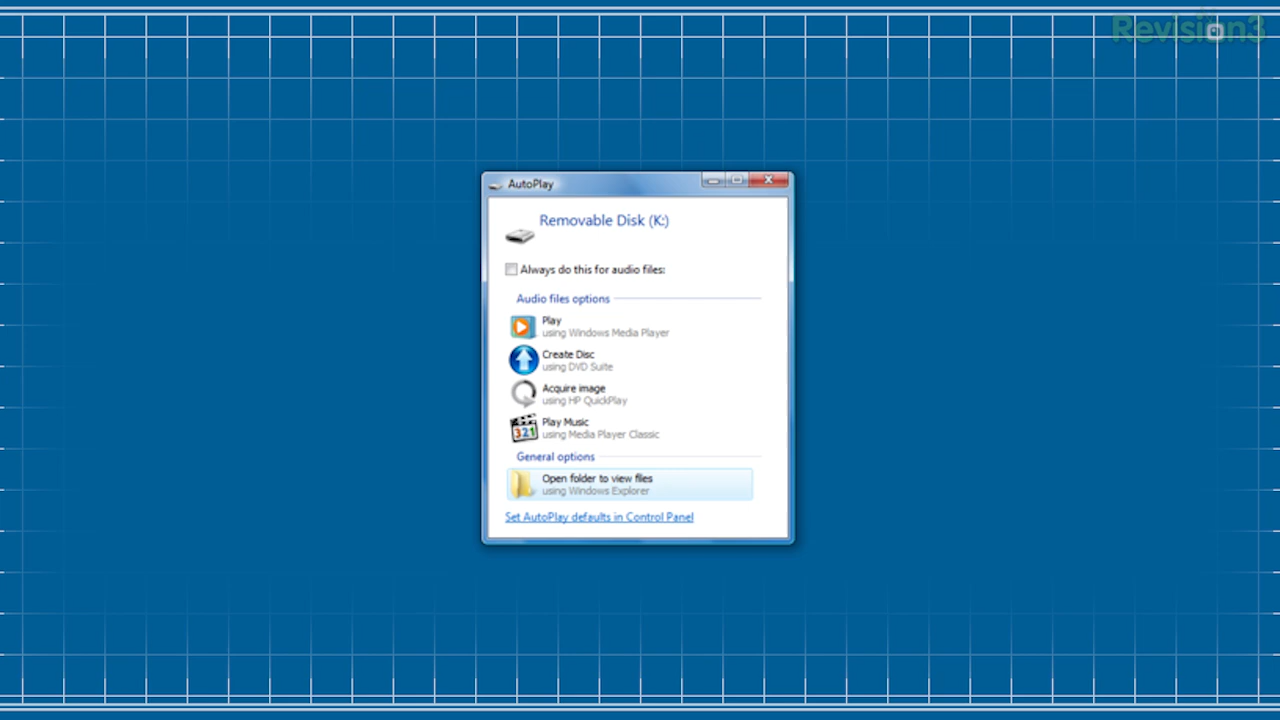 Revision3
AutoPlay
Removable Disk (K:)
Always do this for audio files:
Audio files options
Play
using Windows Media Player
Create Disc
using DVD Suite
Acquire image
using HP QuickPlay
Play Music
321
using Media Player Classic
General options
Open folder to view files
using Windows Explorer
Set AutoPlay defaults in Control Panel